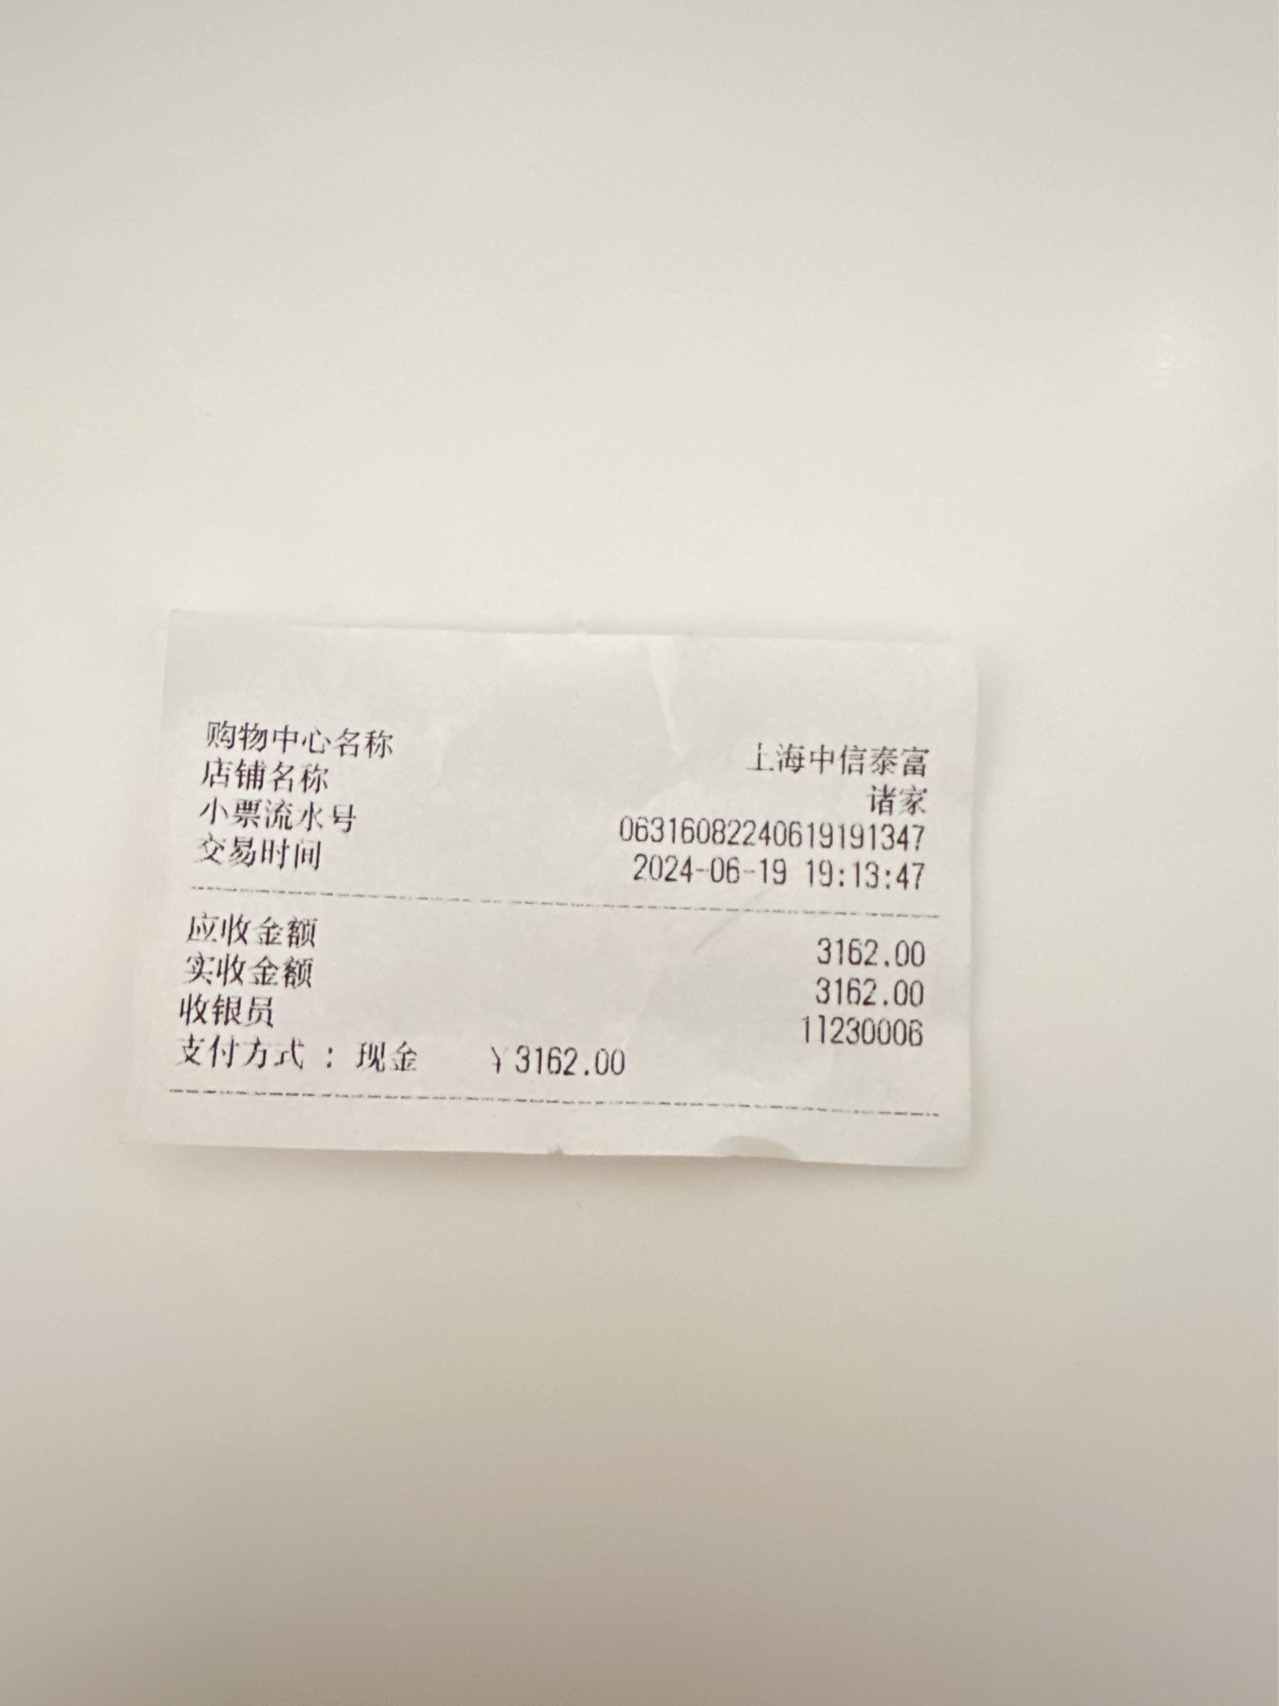 购物中心名称 上海中信泰富
店铺名称 诸家
小票流水号 06316082240619191347
交易时间 2024-06-19 19:13:47
应收金额 3162.00
实收金额 3162.00
收银员 11230006
支付方式 : 现金 ¥3162.00